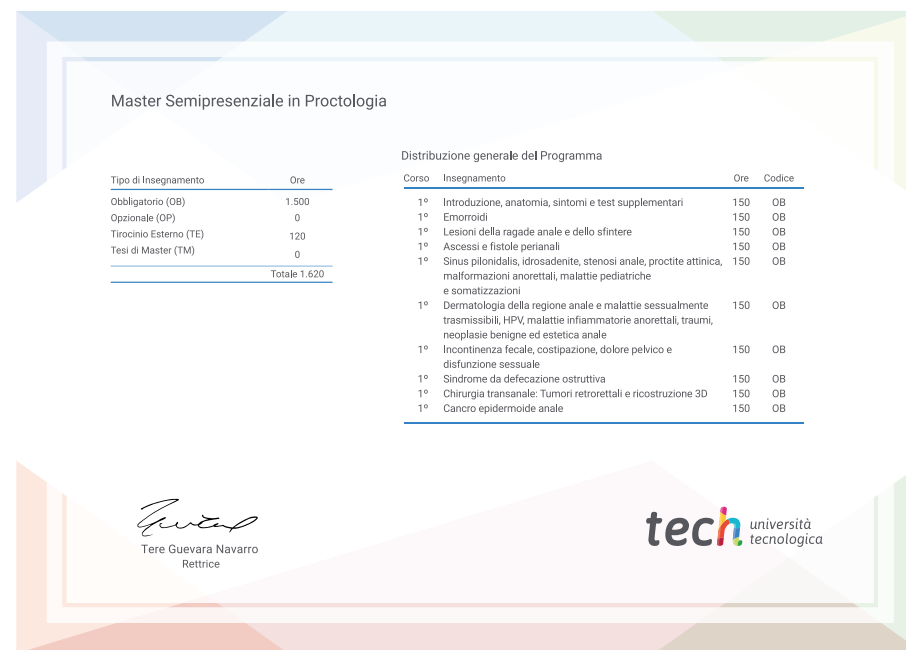 Master Semipresenziale in Proctologia
Tipo di Insegnamento Ore
Obbligatorio (OB) 1.500
Opzionale (OP) 0
Tirocinio Esterno (TE) 120
Tesi di Master (TM) 0
Totale 1.620
Distribuzione generale del Programma
Corso Insegnamento Ore Codice
1º Introduzione, anatomia, sintomi e test supplementari 150 OB
1º Emorroidi 150 OB
1º Lesioni della ragade anale e dello sfintere 150 OB
1º Ascessi e fistole perianali 150 OB
1º Sinus pilonidalis, idrosadenite, stenosi anale, proctite attinica, 150 OB
malformazioni anorettali, malattie pediatriche
e somatizzazioni
1º Dermatologia della regione anale e malattie sessualmente 150 OB
trasmissibili, HPV, malattie infiammatorie anorettali, traumi,
neoplasie benigne ed estetica anale
1º Incontinenza fecale, costipazione, dolore pelvico e 150 OB
disfunzione sessuale
1º Sindrome da defecazione ostruttiva 150 OB
1º Chirurgia transanale: Tumori retrorettali e ricostruzione 3D 150 OB
1º Cancro epidermoide anale 150 OB
Tere Guevara Navarro
Rettrice
tech università
tecnologica